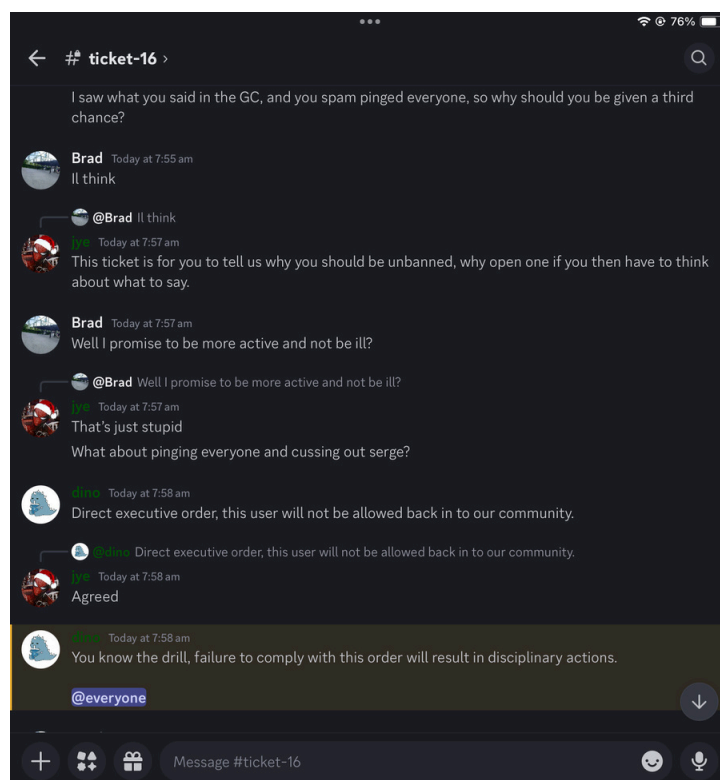 76%
# ticket-16 >
I saw what you said in the GC, and you spam pinged everyone, so why should you be given a third
chance?
Brad Today at 7:55 am
Il think
@Brad Il think
jye Today at 7:57 am
This ticket is for you to tell us why you should be unbanned, why open one if you then have to think
about what to say.
Brad Today at 7:57 am
Well I promise to be more active and not be ill?
@Brad Well I promise to be more active and not be ill?
jye Today at 7:57 am
That's just stupid
What about pinging everyone and cussing out serge?
dino Today at 7:58 am
Direct executive order, this user will not be allowed back in to our community.
@dino Direct executive order, this user will not be allowed back in to our community.
jye Today at 7:58 am
Agreed
dino Today at 7:58 am
You know the drill, failure to comply with this order will result in disciplinary actions.
@everyone
Message #ticket-16